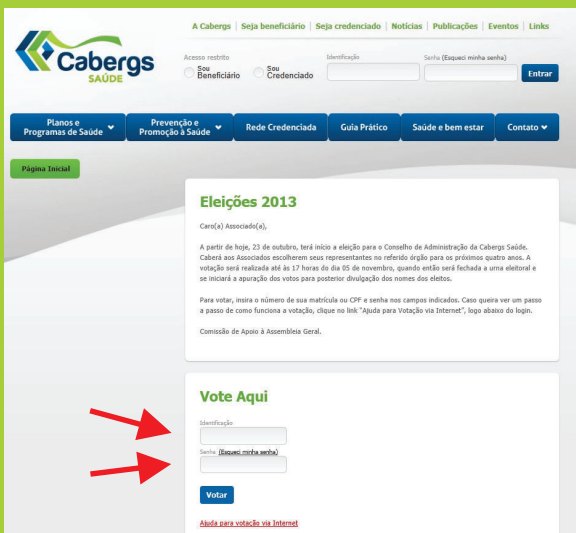 A Cabergs | Seja beneficiário | Seja credenciado | Notícias | Publicações | Eventos | Links
Cabergs
SAÚDE
Acesso restrito
Sou Beneficiário
Sou Credenciado
Identificação
Senha (Esqueci minha senha)
Entrar
Planos e Programas de Saúde
Prevenção e Promoção à Saúde
Rede Credenciada
Guia Prático
Saúde e bem estar
Contato
Página Inicial
Eleições 2013
Caro(a) Associado(a),
A partir de hoje, 23 de outubro, terá início a eleição para o Conselho de Administração da Cabergs Saúde.
Caberá aos Associados escolherem seus representantes no referido órgão para os próximos quatro anos. A
votação será realizada até às 17 horas do dia 05 de novembro, quando então será fechada a urna eleitoral e
se iniciará a apuração dos votos para posterior divulgação dos nomes dos eleitos.
Para votar, insira o número de sua matrícula ou CPF e senha nos campos indicados. Caso queira ver um passo
a passo de como funciona a votação, clique no link "Ajuda para Votação via Internet", logo abaixo do login.
Comissão de Apoio à Assembleia Geral.
Vote Aqui
Identificação
Senha (Esqueci minha senha)
Votar
Ajuda para votação via Internet